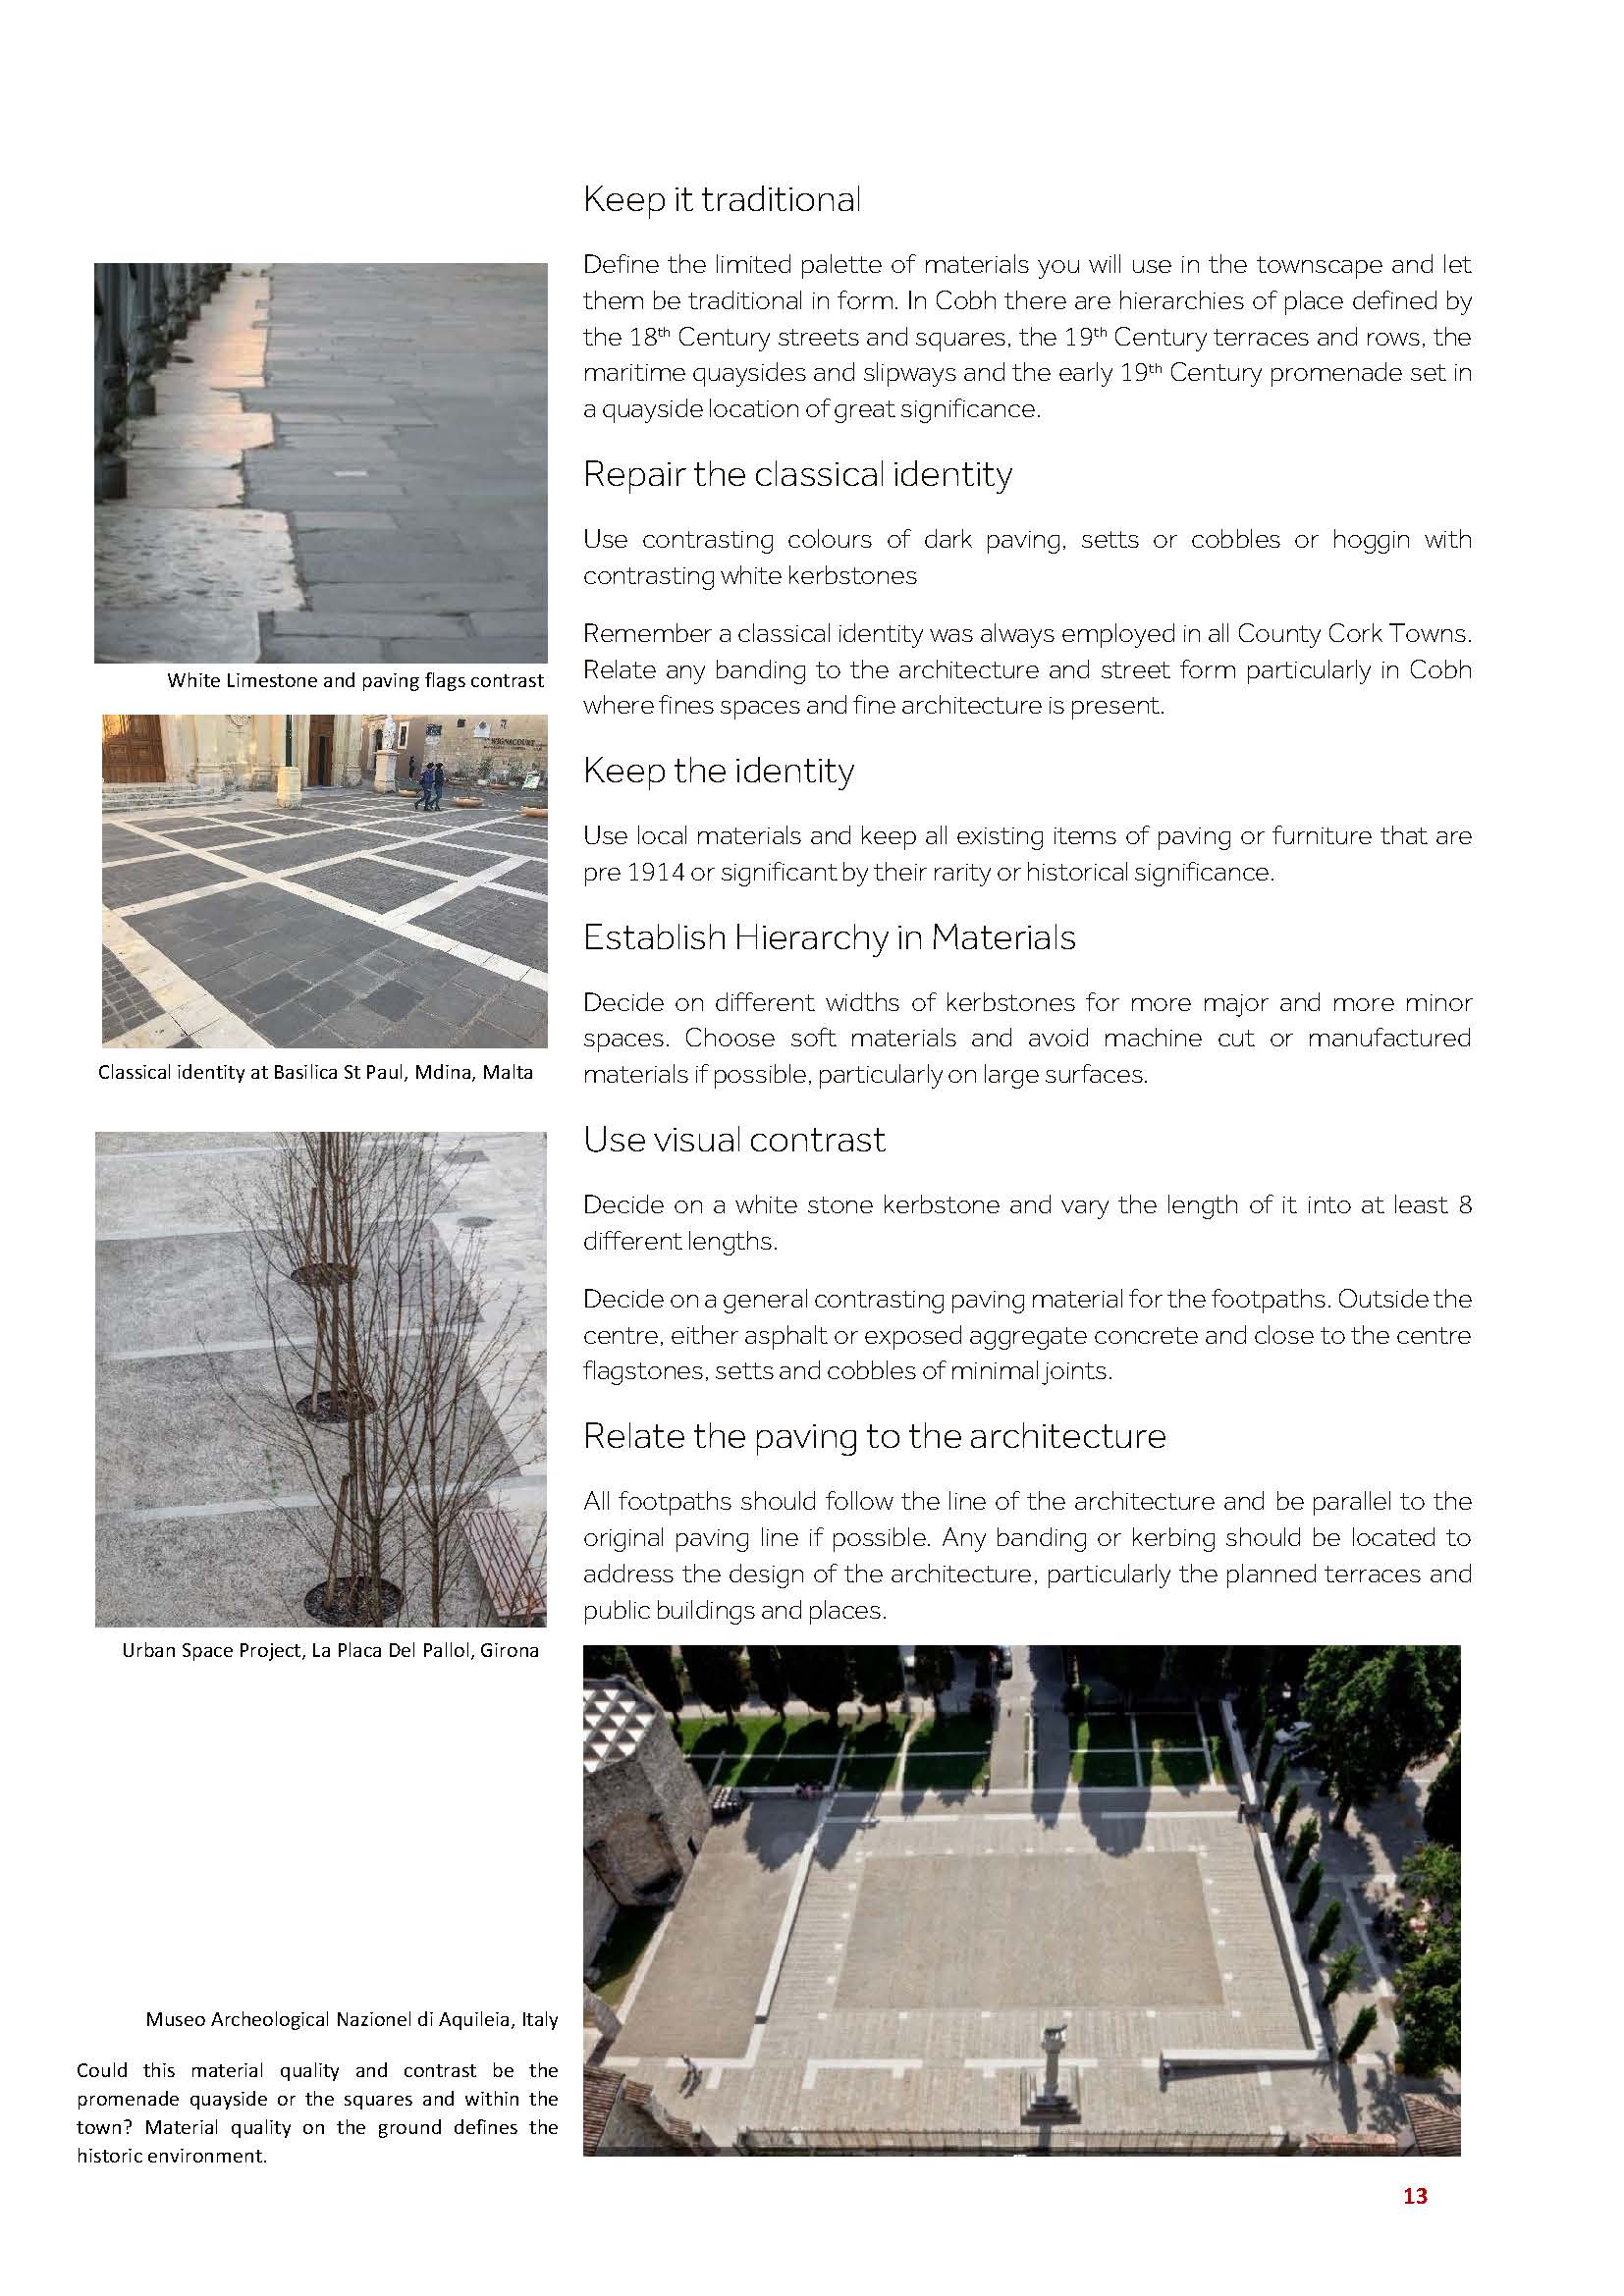 Keep it traditional
Define the limited palette of materials you will use in the townscape and let
them be traditional in form. In Cobh there are hierarchies of place defined by
the 18th Century streets and squares, the 19th Century terraces and rows, the
maritime quaysides and slipways and the early 19th Century promenade set in
a quayside location of great significance.
Repair the classical identity
Use contrasting colours of dark paving, setts or cobbles or hoggin with
contrasting white kerbstones
Remember a classical identity was always employed in all County Cork Towns.
Relate any banding to the architecture and street form particularly in Cobh
where fines spaces and fine architecture is present.
Keep the identity
Use local materials and keep all existing items of paving or furniture that are
pre 1914 or significant by their rarity or historical significance.
Establish Hierarchy in Materials
Decide on different widths of kerbstones for more major and more minor
spaces. Choose soft materials and avoid machine cut or manufactured
materials if possible, particularly on large surfaces.
Use visual contrast
Decide on a white stone kerbstone and vary the length of it into at least 8
different lengths.
Decide on a general contrasting paving material for the footpaths. Outside the
centre, either asphalt or exposed aggregate concrete and close to the centre
flagstones, setts and cobbles of minimal joints.
Relate the paving to the architecture
All footpaths should follow the line of the architecture and be parallel to the
original paving line if possible. Any banding or kerbing should be located to
address the design of the architecture, particularly the planned terraces and
public buildings and places.
White Limestone and paving flags contrast
WIGNACOURT
Classical identity at Basilica St Paul, Mdina, Malta
Urban Space Project, La Placa Del Pallol, Girona
Museo Archeological Nazionel di Aquileia, Italy
Could this material quality and contrast be the
promenade quayside or the squares and within the
town? Material quality on the ground defines the
historic environment.
13